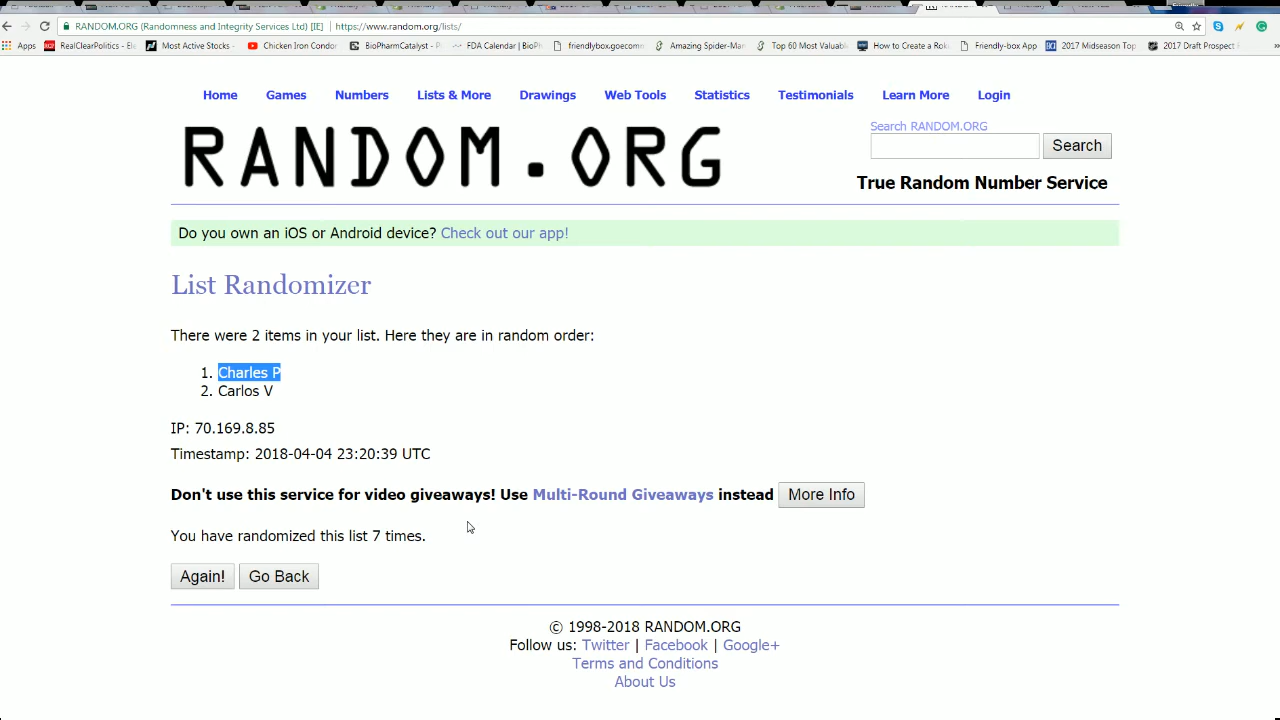 RANDOM.ORG (Randomness and Integrity Services Ltd) [IE] https://www.random.org/lists/
Apps RealClearPolitics - Ele Most Active Stocks - Chicken Iron Condor BioPharmCatalyst - P FDA Calendar | BioPh friendlybox.goecomm Amazing Spider-Man Top 60 Most Valuabl How to Create a Roku Friendly-box App 2017 Midseason Top 2017 Draft Prospect
Home Games Numbers Lists & More Drawings Web Tools Statistics Testimonials Learn More Login
RANDOM.ORG
Search RANDOM.ORG
Search
True Random Number Service
Do you own an iOS or Android device? Check out our app!
List Randomizer
There were 2 items in your list. Here they are in random order:
1. Charles P
2. Carlos V
IP: 70.169.8.85
Timestamp: 2018-04-04 23:20:39 UTC
Don't use this service for video giveaways! Use Multi-Round Giveaways instead More Info
You have randomized this list 7 times.
Again! Go Back
© 1998-2018 RANDOM.ORG
Follow us: Twitter | Facebook | Google+
Terms and Conditions
About Us